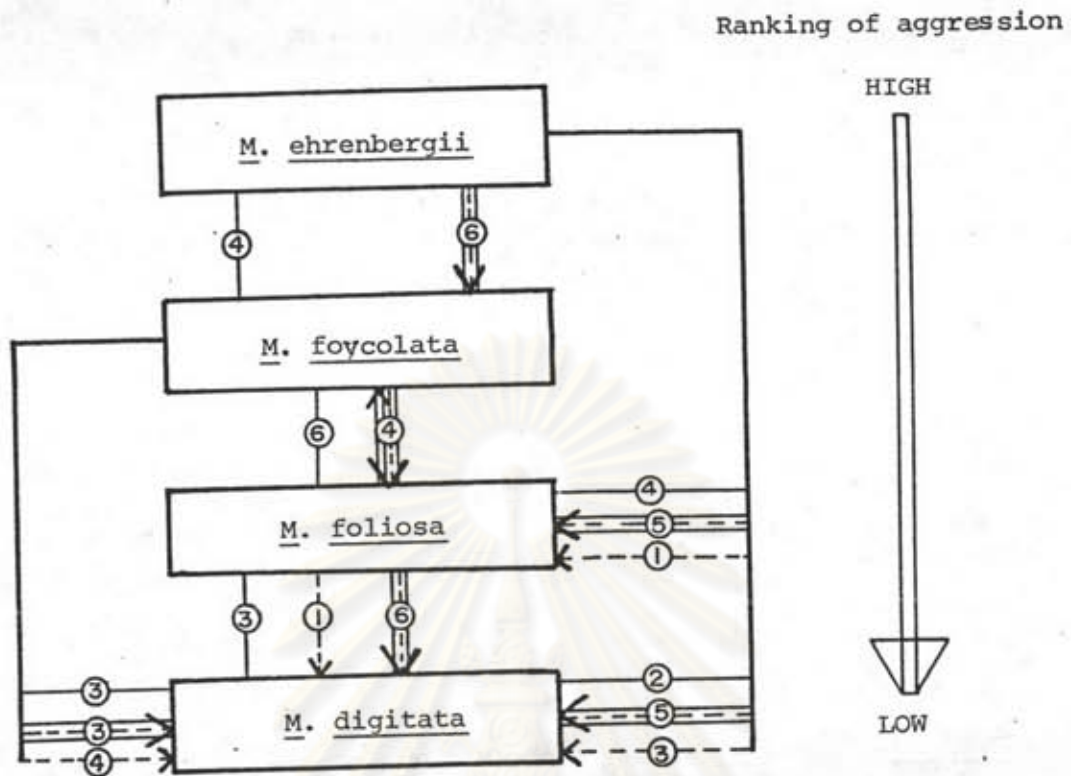 Ranking of aggression
HIGH
M. ehrenbergii
④ ⑥
M. foycolata
⑥ ④
④
M. foliosa
⑤
①
③ ① ⑥
③ ②
M. digitata
③ ⑤
④ ③
LOW